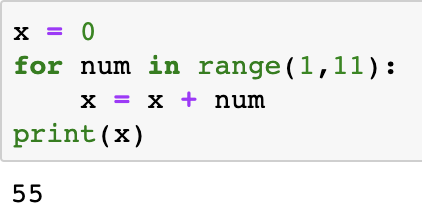 x = 0
for num in range(1,11):
    x = x + num
print(x)
55